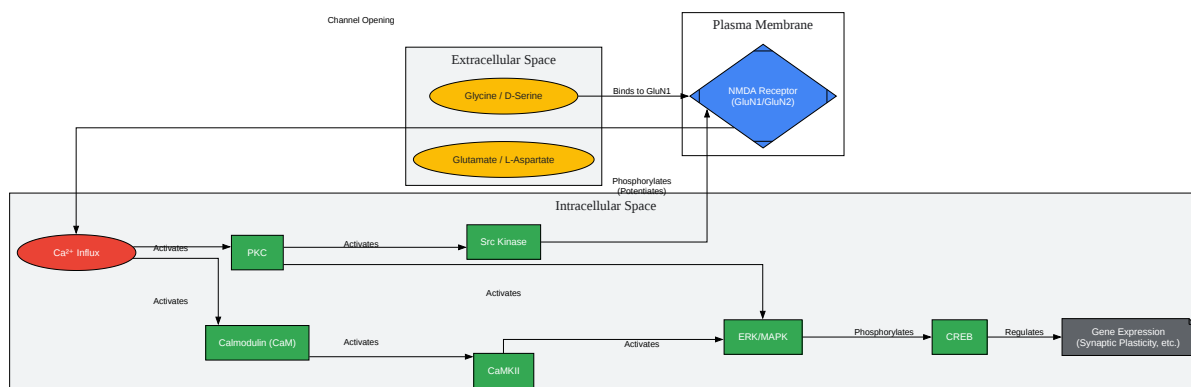 Channel Opening
Plasma Membrane
Extracellular Space
Glycine / D-Serine
Binds to GluN1
NMDA Receptor
(GluN1/GluN2)
Glutamate / L-Aspartate
Phosphorylates
(Potentiates)
Intracellular Space
Ca²⁺ Influx
Activates
PKC
Activates
Src Kinase
Activates
Activates
Calmodulin (CaM)
Activates
CaMKII
Activates
ERK/MAPK
Phosphorylates
CREB
Regulates
Gene Expression
(Synaptic Plasticity, etc.)